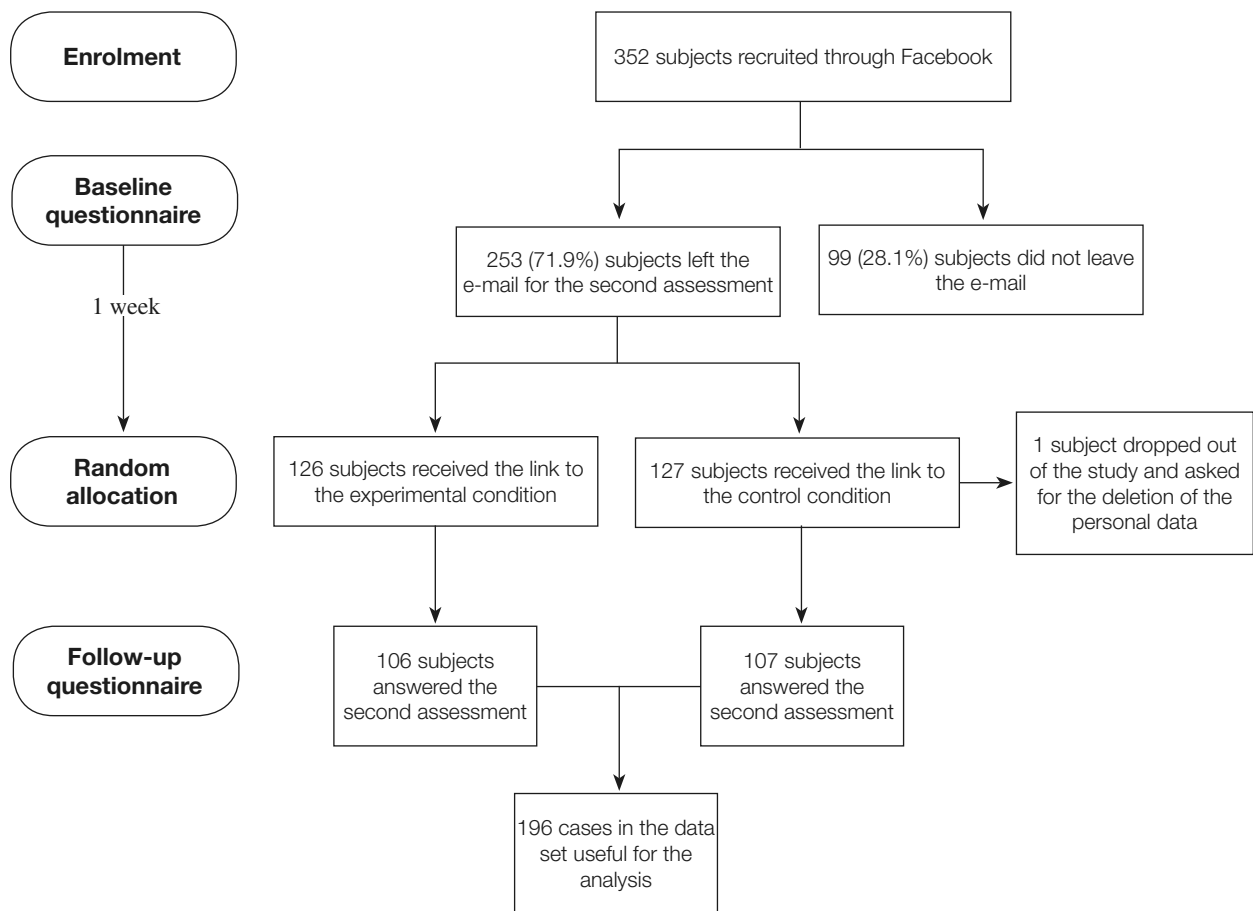 Enrolment
352 subjects recruited through Facebook
Baseline
questionnaire
253 (71.9%) subjects left the
e-mail for the second assessment
99 (28.1%) subjects did not leave
the e-mail
1 week
Random
allocation
126 subjects received the link to
the experimental condition
127 subjects received the link to
the control condition
1 subject dropped out
of the study and asked
for the deletion of the
personal data
Follow-up
questionnaire
106 subjects
answered the
second assessment
107 subjects
answered the
second assessment
196 cases in the data
set useful for the
analysis